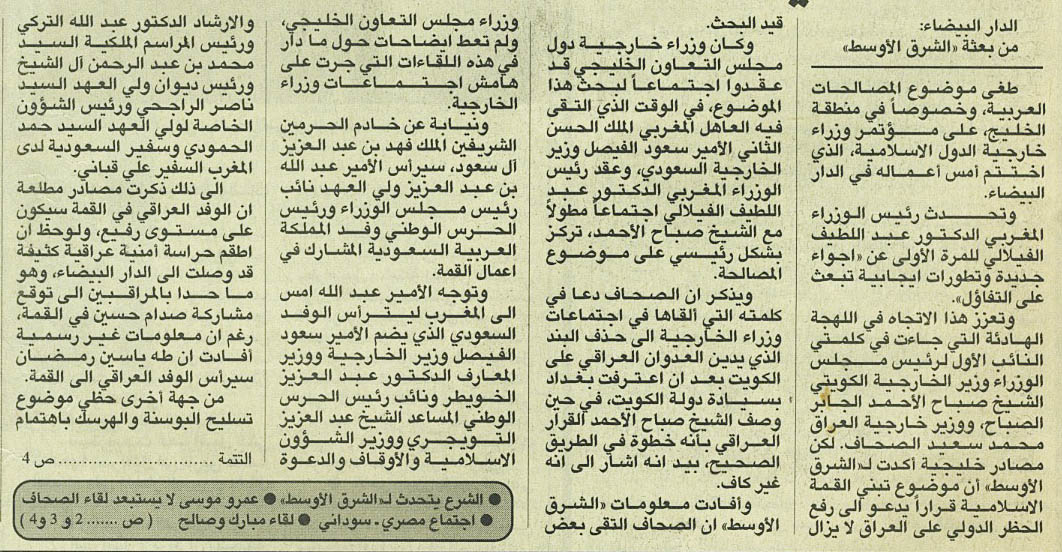 الدار البيضاء:
من بعثة «الشرق الأوسط»
طغى موضوع المصالحات
العربية، وخصوصاً في منطقة
الخليج، على مؤتمر وزراء
خارجية الدول الاسلامية، الذي
اختتم أمس أعماله في الدار
البيضاء.
وتحدث رئيس الوزراء
المغربي الدكتور عبد اللطيف
الفيلالي للمرة الأولى عن «اجواء
جديدة وتطورات ايجابية تبعث
على التفاؤل».
وتعزز هذا الاتجاه في اللهجة
الهادئة التي جاءت في كلمتي
النائب الأول لرئيس مجلس
الوزراء وزير الخارجية الكويتي
الشيخ صباح الأحمد الجابر
الصباح، ووزير خارجية العراق
محمد سعيد الصحاف. لكن
مصادر خليجية أكدت لـ«الشرق
الأوسط» أن موضوع تبني القمة
الاسلامية قراراً يدعو الى رفع
الحظر الدولي على العراق لا يزال
قيد البحث.
وكان وزراء خارجية دول
مجلس التعاون الخليجي قد
عقدوا اجتماعاً لبحث هذا
الموضوع، في الوقت الذي التقى
فيه العاهل المغربي الملك الحسن
الثاني الأمير سعود الفيصل وزير
الخارجية السعودي، وعقد رئيس
الوزراء المغربي الدكتور عبد
اللطيف الفيلالي اجتماعاً مطولاً
مع الشيخ صباح الأحمد، تركز
بشكل رئيسي على موضوع
المصالحة.
ويذكر ان الصحاف دعا في
كلمته التي ألقاها في اجتماعات
وزراء الخارجية الى حذف البند
الذي يدين العدوان العراقي على
الكويت بعد ان اعترفت بغداد
بسيادة دولة الكويت، في حين
وصف الشيخ صباح الأحمد القرار
العراقي بأنه خطوة في الطريق
الصحيح، بيد انه اشار الى انه
غير كاف.
وأفادت معلومات «الشرق
الأوسط» ان الصحاف التقى بعض
وزراء مجلس التعاون الخليجي،
ولم تعط ايضاحات حول ما دار
في هذه اللقاءات التي جرت على
هامش اجتماعات وزراء
الخارجية.
ونيابة عن خادم الحرمين
الشريفين الملك فهد بن عبد العزيز
آل سعود، سيرأس الأمير عبد الله
بن عبد العزيز ولي العهد نائب
رئيس مجلس الوزراء ورئيس
الحرس الوطني وفد المملكة
العربية السعودية المشارك في
اعمال القمة.
وتوجه الأمير عبد الله امس
الى المغرب ليترأس الوفد
السعودي الذي يضم الأمير سعود
الفيصل وزير الخارجية ووزير
المعارف الدكتور عبد العزيز
الخويطر ونائب رئيس الحرس
الوطني المساعد الشيخ عبد العزيز
التويجري ووزير الشؤون
الاسلامية والأوقاف والدعوة
والارشاد الدكتور عبد الله التركي
ورئيس المراسم الملكية السيد
محمد بن عبد الرحمن آل الشيخ
ورئيس ديوان ولي العهد السيد
ناصر الراجحي ورئيس الشؤون
الخاصة لولي العهد السيد حمد
الحمودي وسفير السعودية لدى
المغرب السفير علي قباني.
الى ذلك ذكرت مصادر مطلعة
ان الوفد العراقي في القمة سيكون
على مستوى رفيع، ولوحظ ان
اطقم حراسة أمنية عراقية كثيفة
قد وصلت الى الدار البيضاء، وهو
ما حدا بالمراقبين الى توقع
مشاركة صدام حسين في القمة،
رغم ان معلومات غير رسمية
أفادت ان طه ياسين رمضان
سيرأس الوفد العراقي الى القمة.
من جهة أخرى حظي موضوع
تسليح البوسنة والهرسك باهتمام
التتمة ........................ ص 4
● الشرع يتحدث لـ«الشرق الأوسط» ● عمرو موسى لا يستبعد لقاء الصحاف
● اجتماع مصري ـ سوداني ● لقاء مبارك وصالح ( ص ....... 2 و 3 و 4 )